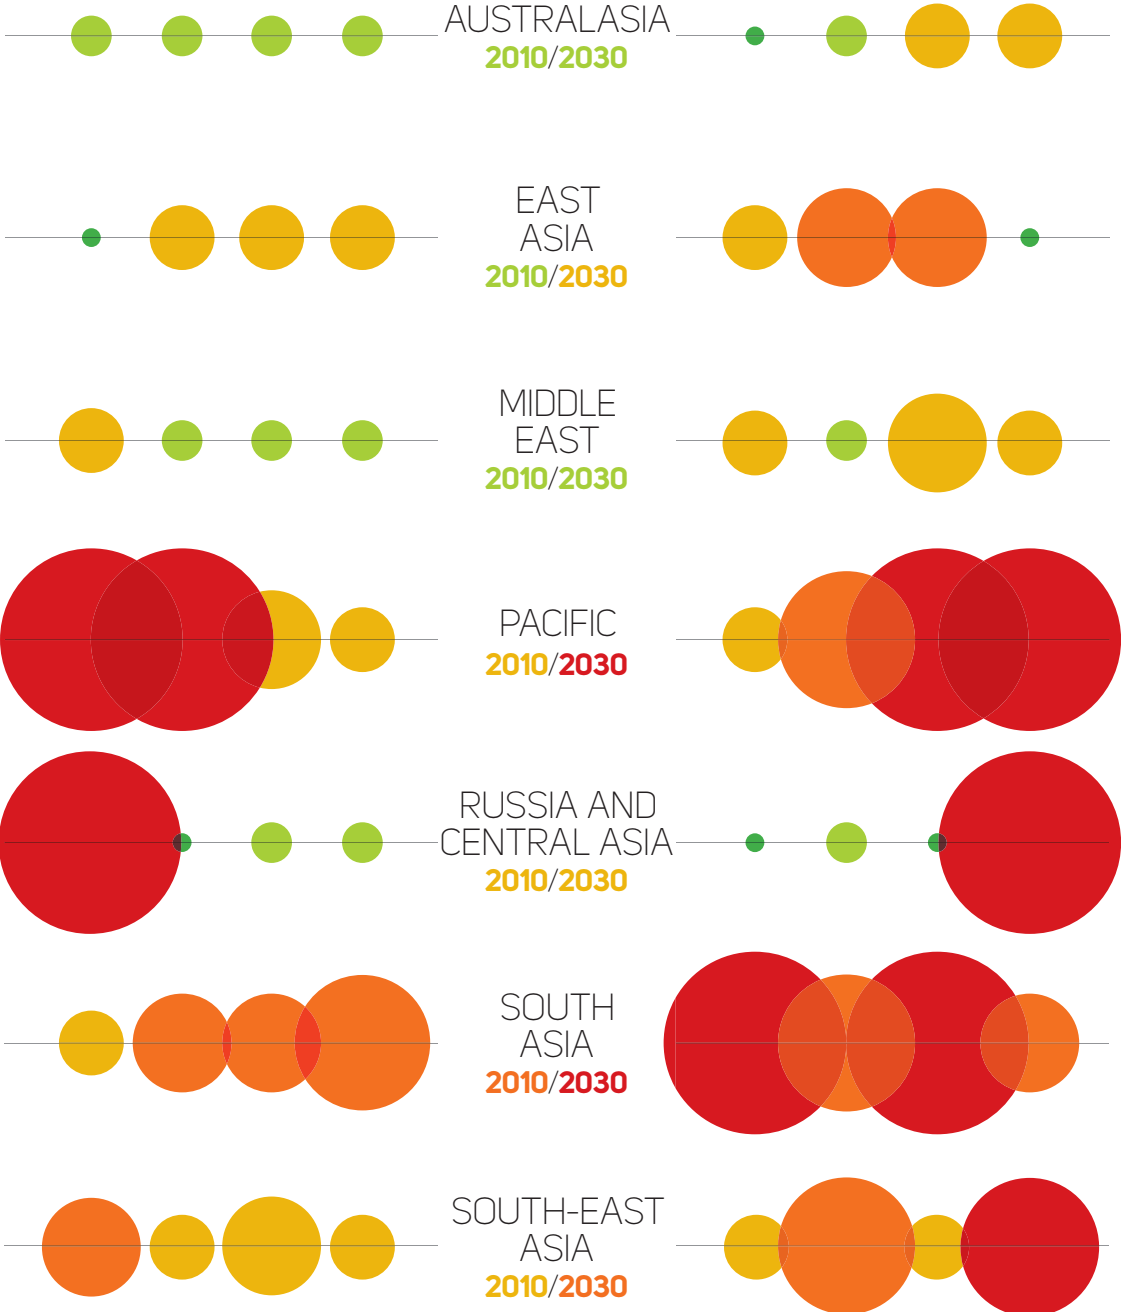 AUSTRALASIA
2010/2030
EAST
ASIA
2010/2030
MIDDLE
EAST
2010/2030
PACIFIC
2010/2030
RUSSIA AND
CENTRAL ASIA
2010/2030
SOUTH
ASIA
2010/2030
SOUTH-EAST
ASIA
2010/2030